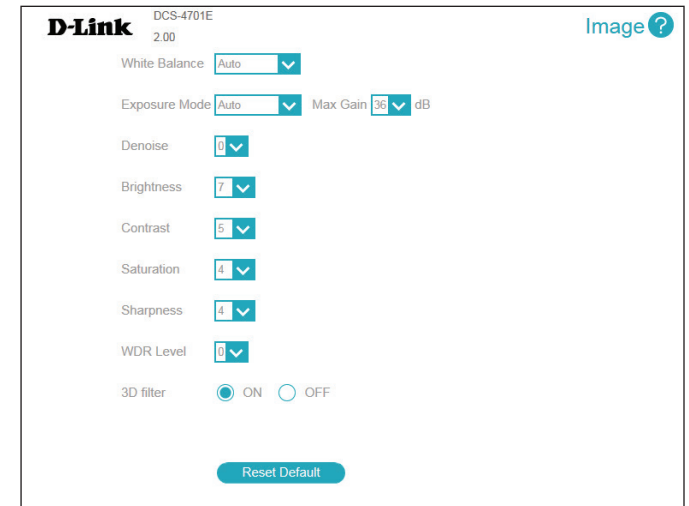 D-Link DCS-4701E Image ?
2.00
White Balance Auto
Exposure Mode Auto Max Gain 36 dB
Denoise 0
Brightness 7
Contrast 5
Saturation 4
Sharpness 4
WDR Level 0
3D filter ON OFF
Reset Default